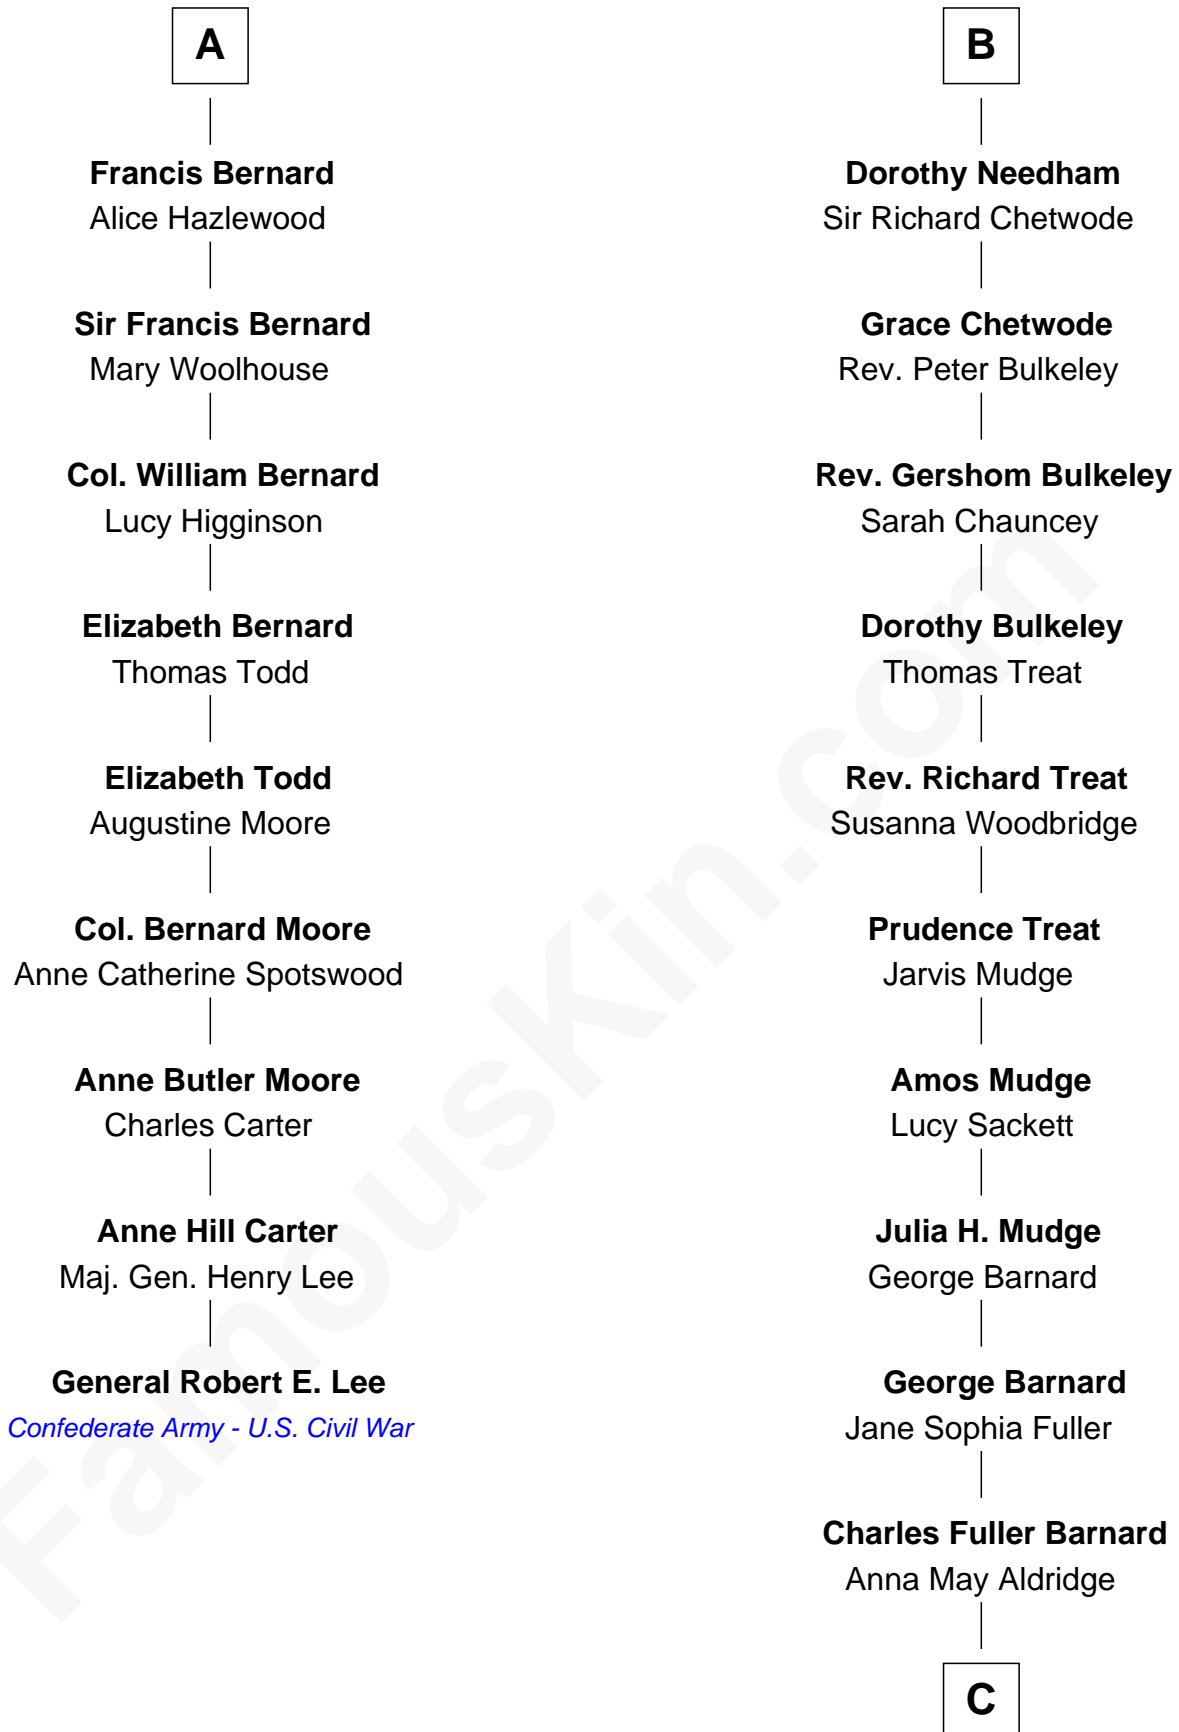 A
Francis Bernard
Alice Hazlewood
Sir Francis Bernard
Mary Woolhouse
Col. William Bernard
Lucy Higginson
Elizabeth Bernard
Thomas Todd
Elizabeth Todd
Augustine Moore
Col. Bernard Moore
Anne Catherine Spotswood
Anne Butler Moore
Charles Carter
Anne Hill Carter
Maj. Gen. Henry Lee
General Robert E. Lee
Confederate Army - U.S. Civil War
B
Dorothy Needham
Sir Richard Chetwode
Grace Chetwode
Rev. Peter Bulkeley
Rev. Gershom Bulkeley
Sarah Chauncey
Dorothy Bulkeley
Thomas Treat
Rev. Richard Treat
Susanna Woodbridge
Prudence Treat
Jarvis Mudge
Amos Mudge
Lucy Sackett
Julia H. Mudge
George Barnard
George Barnard
Jane Sophia Fuller
Charles Fuller Barnard
Anna May Aldridge
C
FamousKin.com